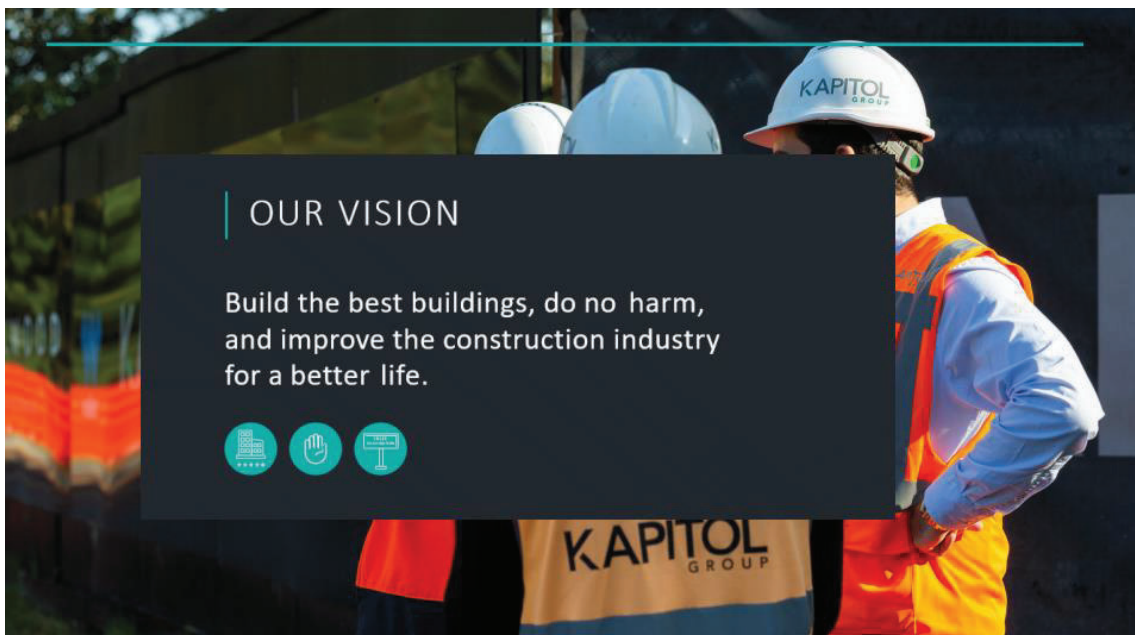 KAPITOL
GROUP
OUR VISION
Build the best buildings, do no harm,
and improve the construction industry
for a better life.
KAPITOL
GROUP